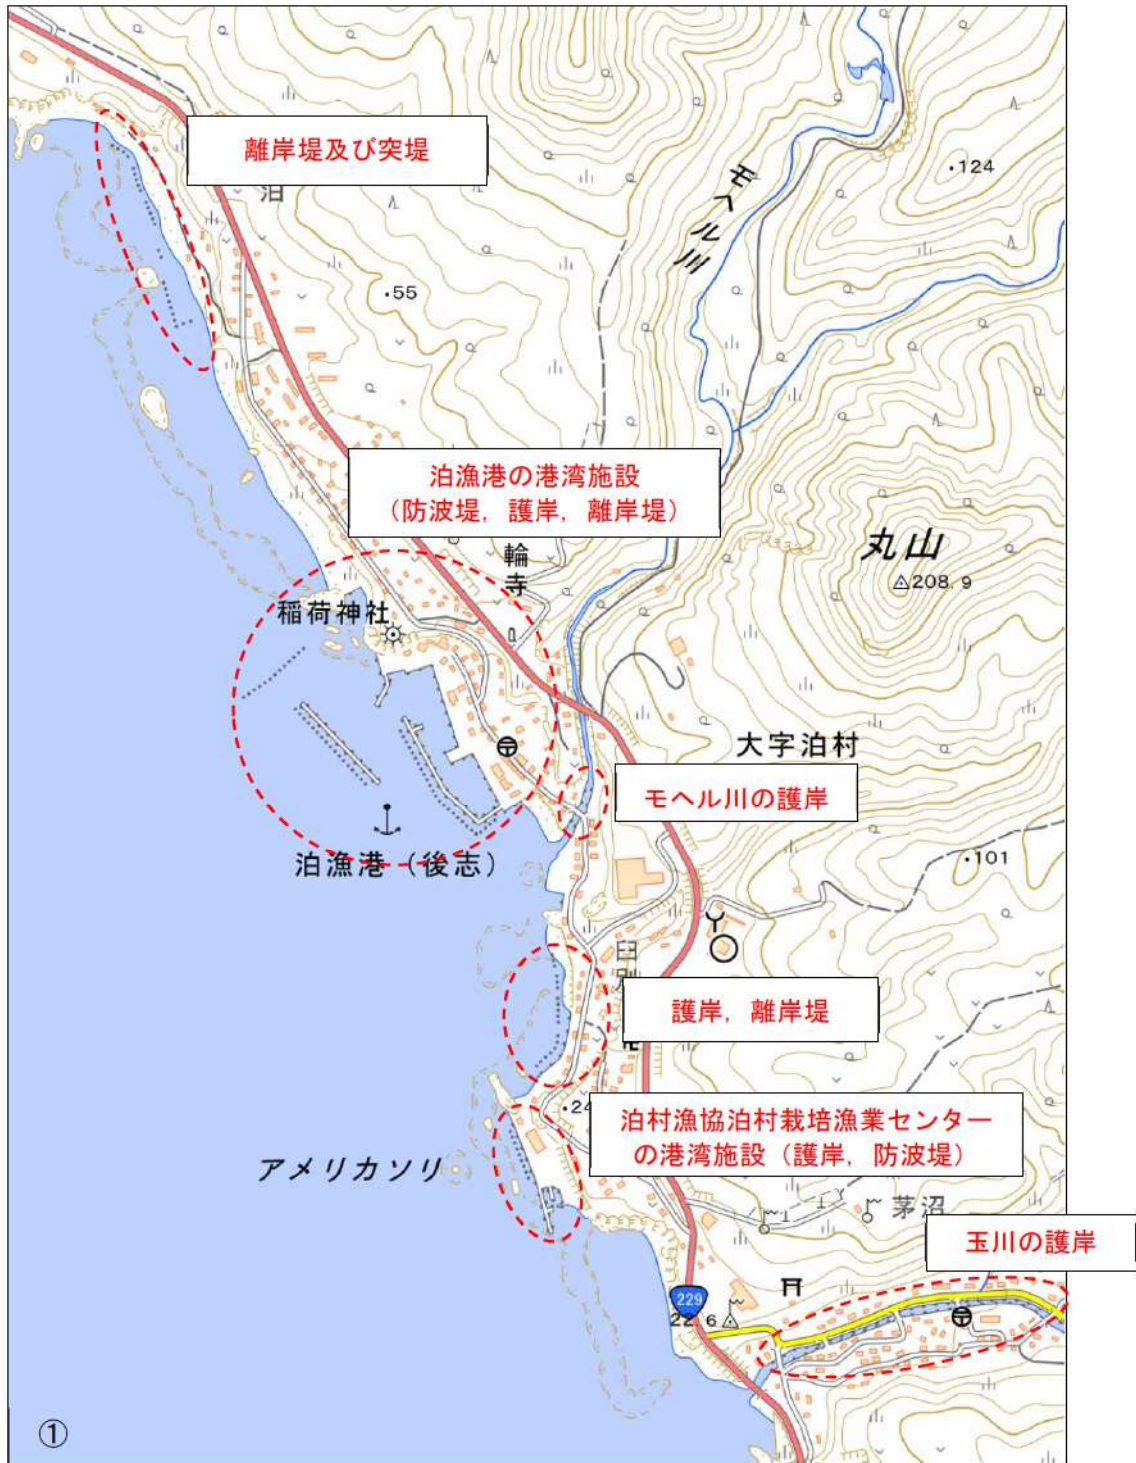 離岸堤及び突堤
泊
モヘル川
・124
・55
泊漁港の港湾施設
（防波堤，護岸，離岸堤）
輪寺
丸山
208.9
稲荷神社
大字泊村
モヘル川の護岸
泊漁港（後志）
・101
臼別
護岸，離岸堤
・24
泊村漁協泊村栽培漁業センター
の港湾施設（護岸，防波堤）
アメリカソリ
茅沼
玉川の護岸
229
22.6
①